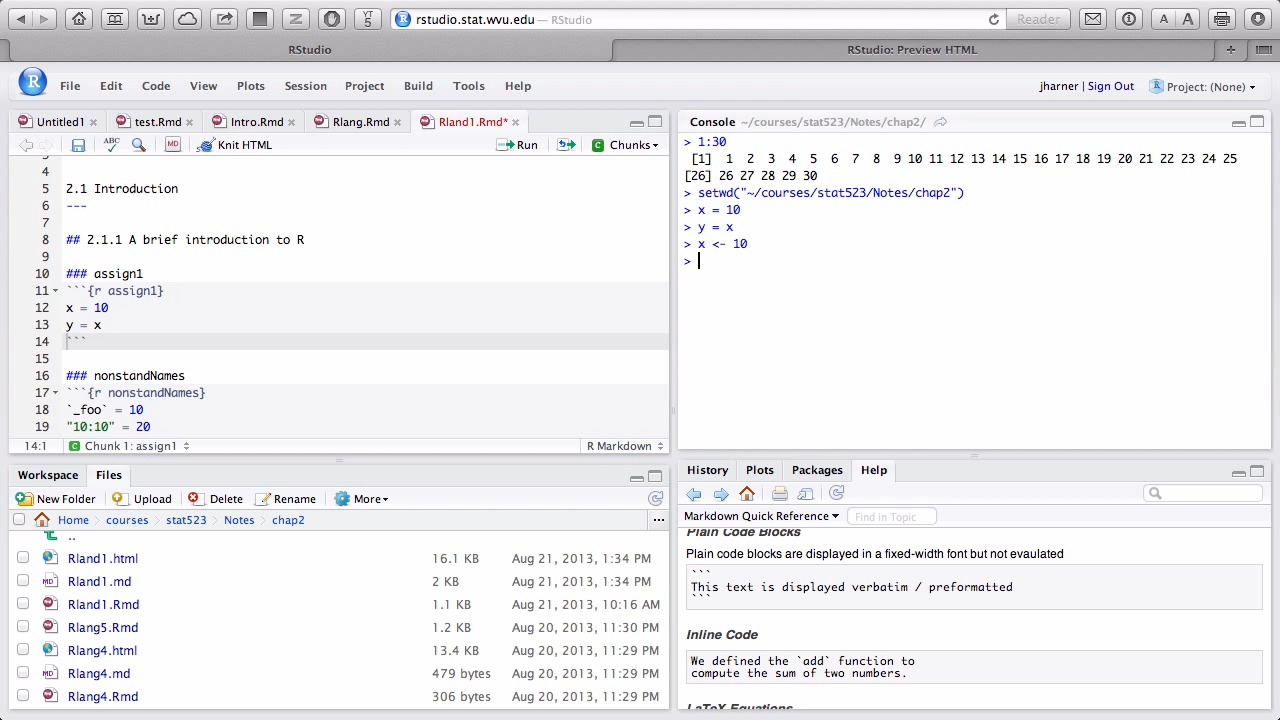 YT
5
rstudio.stat.wvu.edu — RStudio
Reader
A A
RStudio
RStudio: Preview HTML
+
R File Edit Code View Plots Session Project Build Tools Help
jharner | Sign Out Project: (None)
Untitled1 × test.Rmd × Intro.Rmd × Rlang.Rmd × Rland1.Rmd* ×
ABC MD Knit HTML Run Chunks
4
5 2.1 Introduction
6 ---
7
8 ## 2.1.1 A brief introduction to R
9
10 ### assign1
11 ```{r assign1}
12 x = 10
13 y = x
14 ```
15
16 ### nonstandNames
17 ```{r nonstandNames}
18 `_foo` = 10
19 "10:10" = 20
14:1 C Chunk 1: assign1 R Markdown
Console ~/courses/stat523/Notes/chap2/
> 1:30
[1] 1 2 3 4 5 6 7 8 9 10 11 12 13 14 15 16 17 18 19 20 21 22 23 24 25
[26] 26 27 28 29 30
> setwd("~/courses/stat523/Notes/chap2")
> x = 10
> y = x
> x <- 10
>
Workspace Files
New Folder Upload Delete Rename More
Home courses stat523 Notes chap2 ...
..
Rland1.html 16.1 KB Aug 21, 2013, 1:34 PM
Rland1.md 2 KB Aug 21, 2013, 1:34 PM
Rland1.Rmd 1.1 KB Aug 21, 2013, 10:16 AM
Rlang5.Rmd 1.2 KB Aug 20, 2013, 11:30 PM
Rlang4.html 13.4 KB Aug 20, 2013, 11:29 PM
Rlang4.md 479 bytes Aug 20, 2013, 11:29 PM
Rlang4.Rmd 306 bytes Aug 20, 2013, 11:29 PM
History Plots Packages Help
Markdown Quick Reference Find in Topic
Plain Code Blocks
Plain code blocks are displayed in a fixed-width font but not evaulated
```
This text is displayed verbatim / preformatted
```
Inline Code
We defined the `add` function to
compute the sum of two numbers.
LaTeX Equations